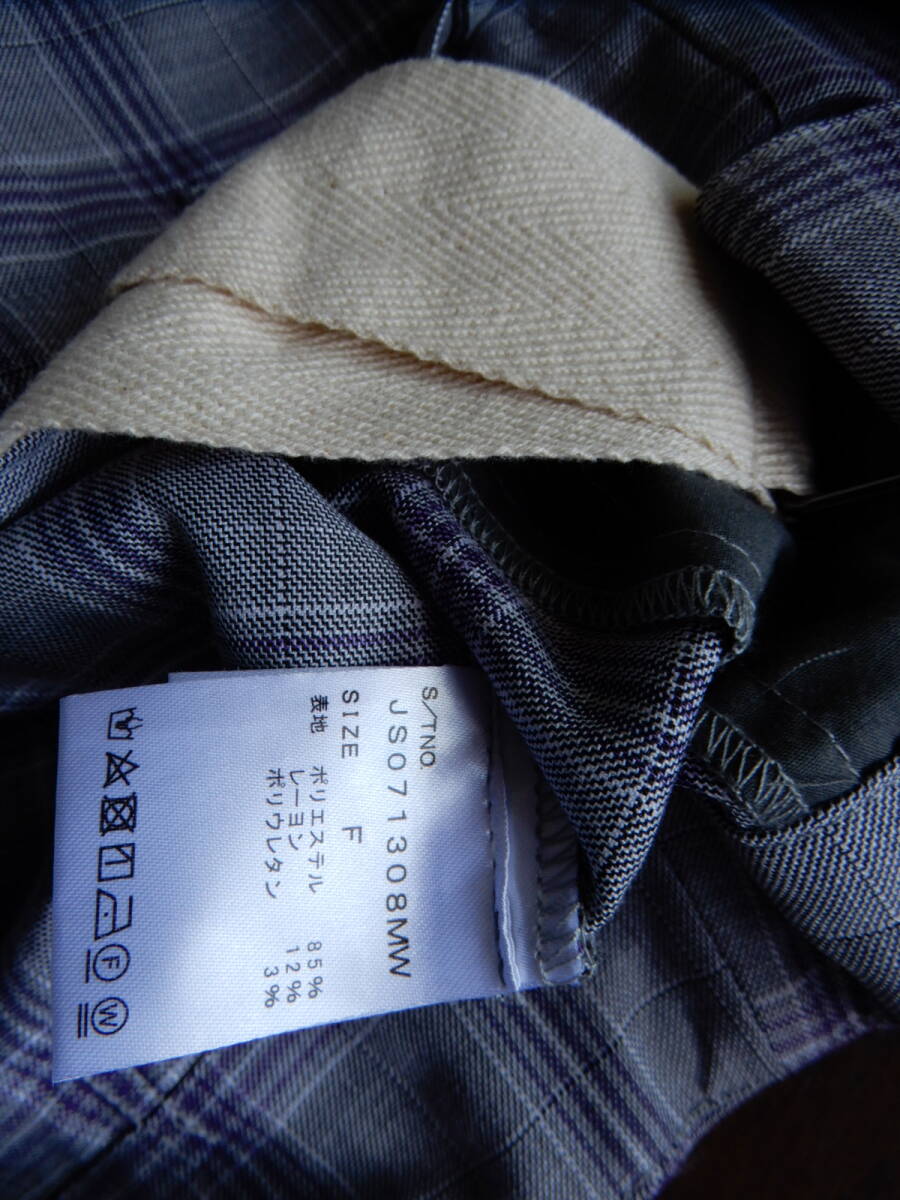 S/TNO.
JS071308MW
SIZE F
表地 ポリエステル 85%
レーヨン 12%
ポリウレタン 3%
F W